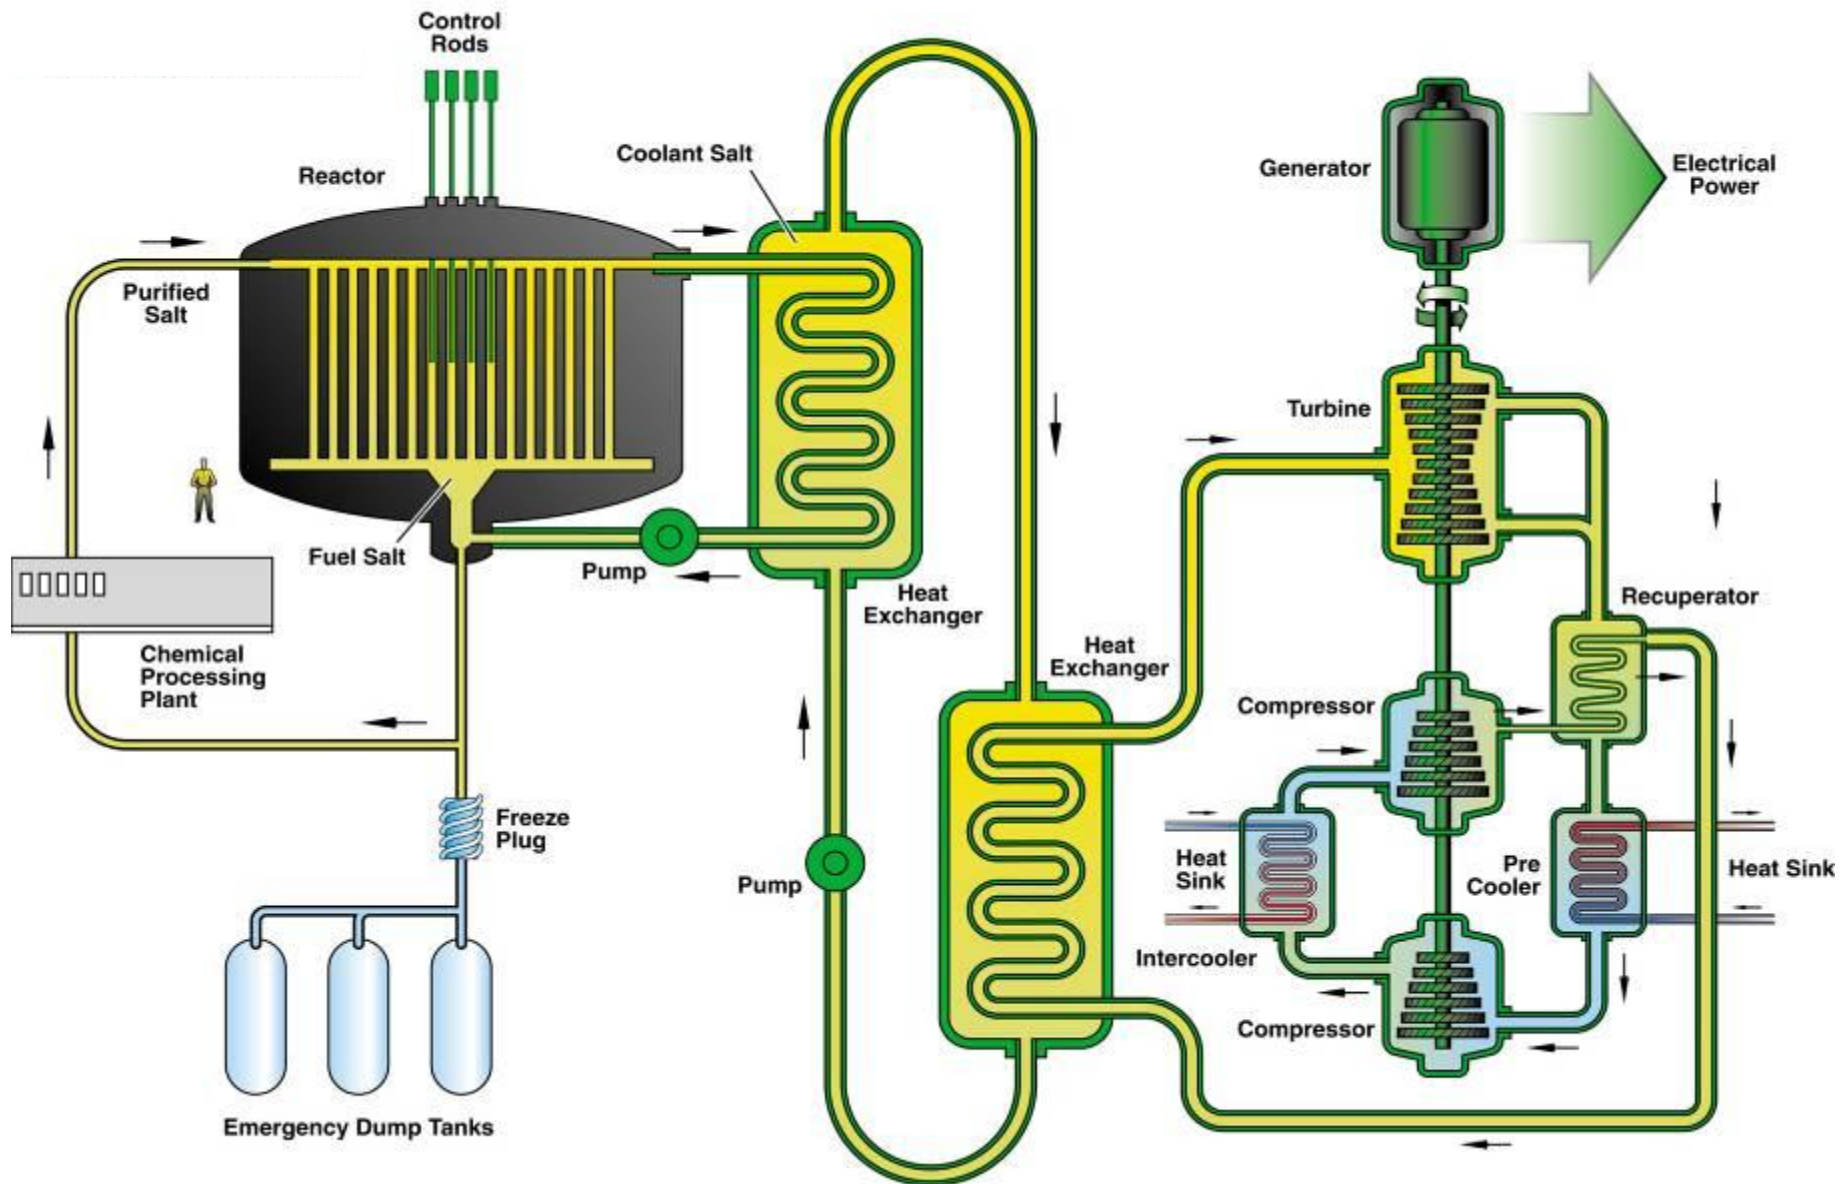 Control
Rods
Reactor
Coolant Salt
Purified
Salt
Fuel Salt
Pump
Heat
Exchanger
Chemical
Processing
Plant
Freeze
Plug
Emergency Dump Tanks
Pump
Heat
Exchanger
Generator
Electrical
Power
Turbine
Recuperator
Compressor
Heat
Sink
Pre
Cooler
Heat Sink
Intercooler
Compressor